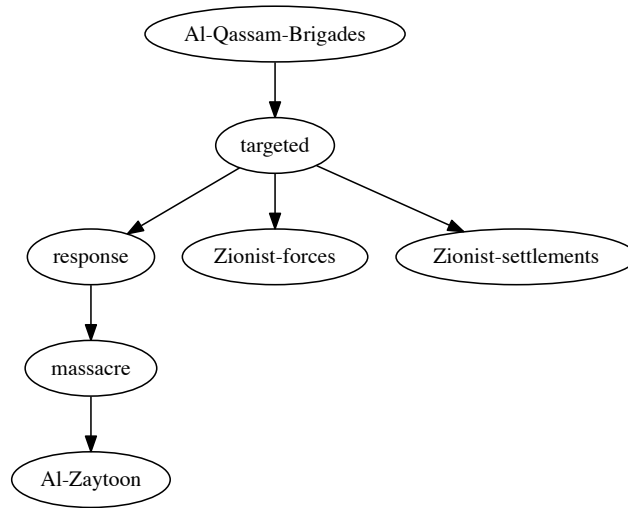 Al-Qassam-Brigades
targeted
response
Zionist-forces
Zionist-settlements
massacre
Al-Zaytoon